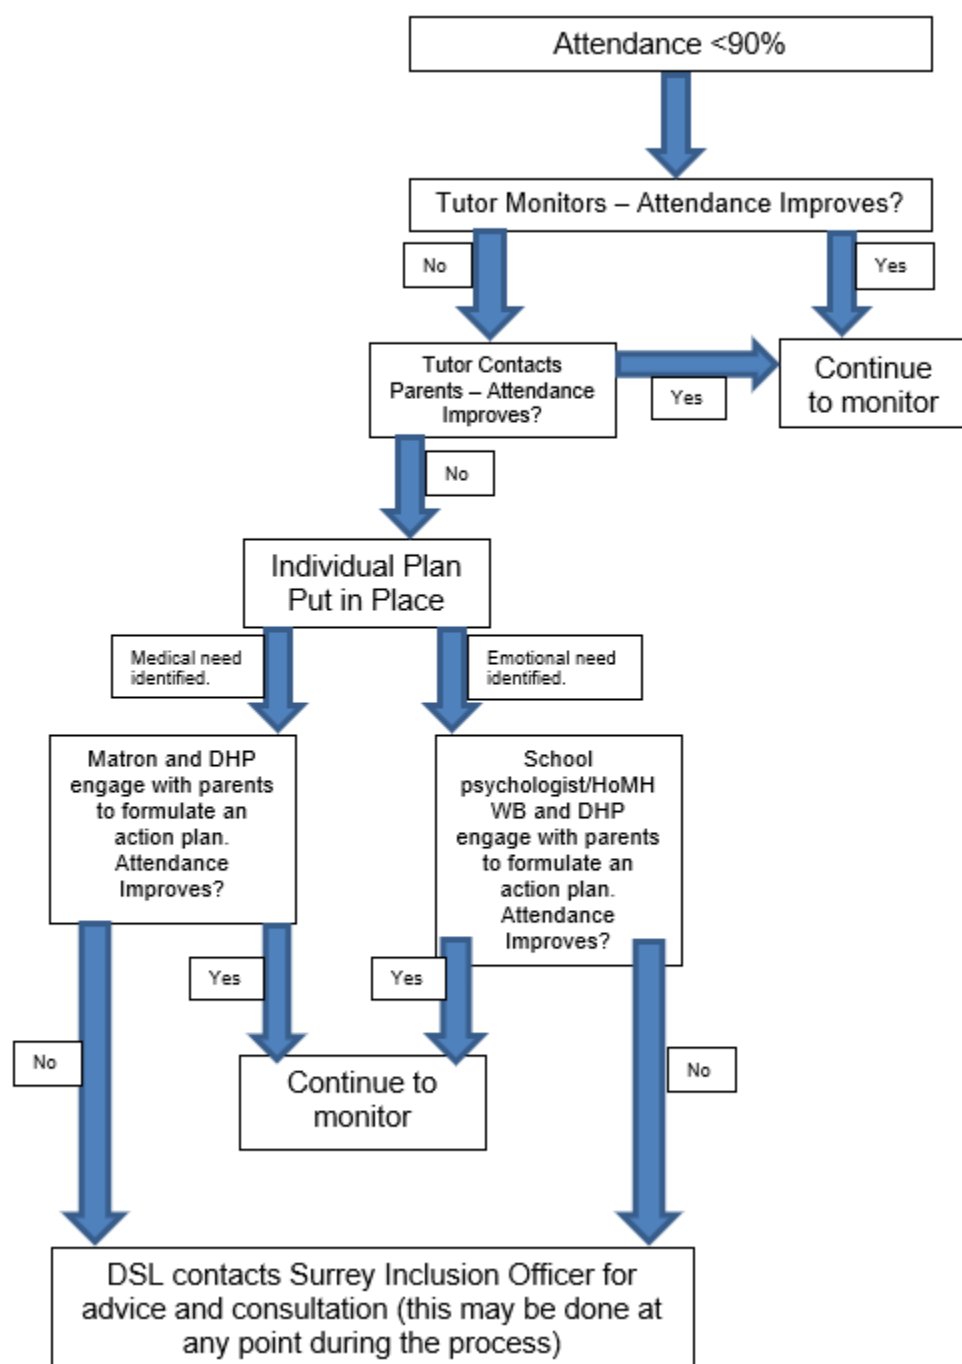 Attendance <90%
Tutor Monitors – Attendance Improves?
No
Yes
Tutor Contacts
Parents – Attendance
Improves?
Yes
Continue
to monitor
No
Individual Plan
Put in Place
Medical need
identified.
Emotional need
identified.
Matron and DHP
engage with parents
to formulate an
action plan.
Attendance
Improves?
School
psychologist/HoMH
WB and DHP
engage with parents
to formulate an
action plan.
Attendance
Improves?
Yes
Yes
No
No
Continue to
monitor
DSL contacts Surrey Inclusion Officer for
advice and consultation (this may be done at
any point during the process)